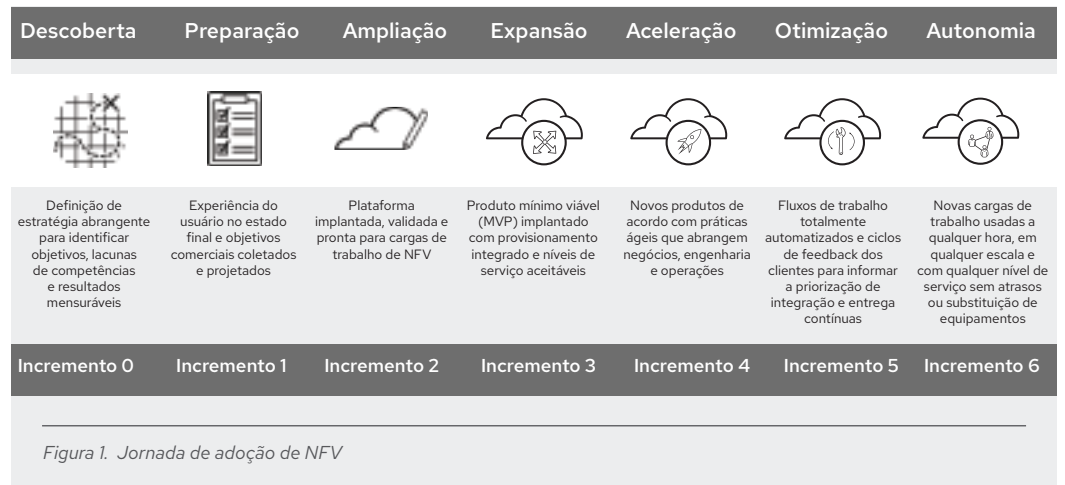 Descoberta
Preparação
Ampliação
Expansão
Aceleração
Otimização
Autonomia
Definição de
estratégia abrangente
para identificar
objetivos, lacunas
de competências
e resultados
mensuráveis
Experiência do
usuário no estado
final e objetivos
comerciais coletados
e projetados
Plataforma
implantada, validada e
pronta para cargas de
trabalho de NFV
Produto mínimo viável
(MVP) implantado
com provisionamento
integrado e níveis de
serviço aceitáveis
Novos produtos de
acordo com práticas
ágeis que abrangem
negócios, engenharia
e operações
Fluxos de trabalho
totalmente
automatizados e ciclos
de feedback dos
clientes para informar
a priorização de
integração e entrega
contínuas
Novas cargas de
trabalho usadas a
qualquer hora, em
qualquer escala e
com qualquer nível de
serviço sem atrasos
ou substituição de
equipamentos
Incremento 0
Incremento 1
Incremento 2
Incremento 3
Incremento 4
Incremento 5
Incremento 6
Figura 1. Jornada de adoção de NFV